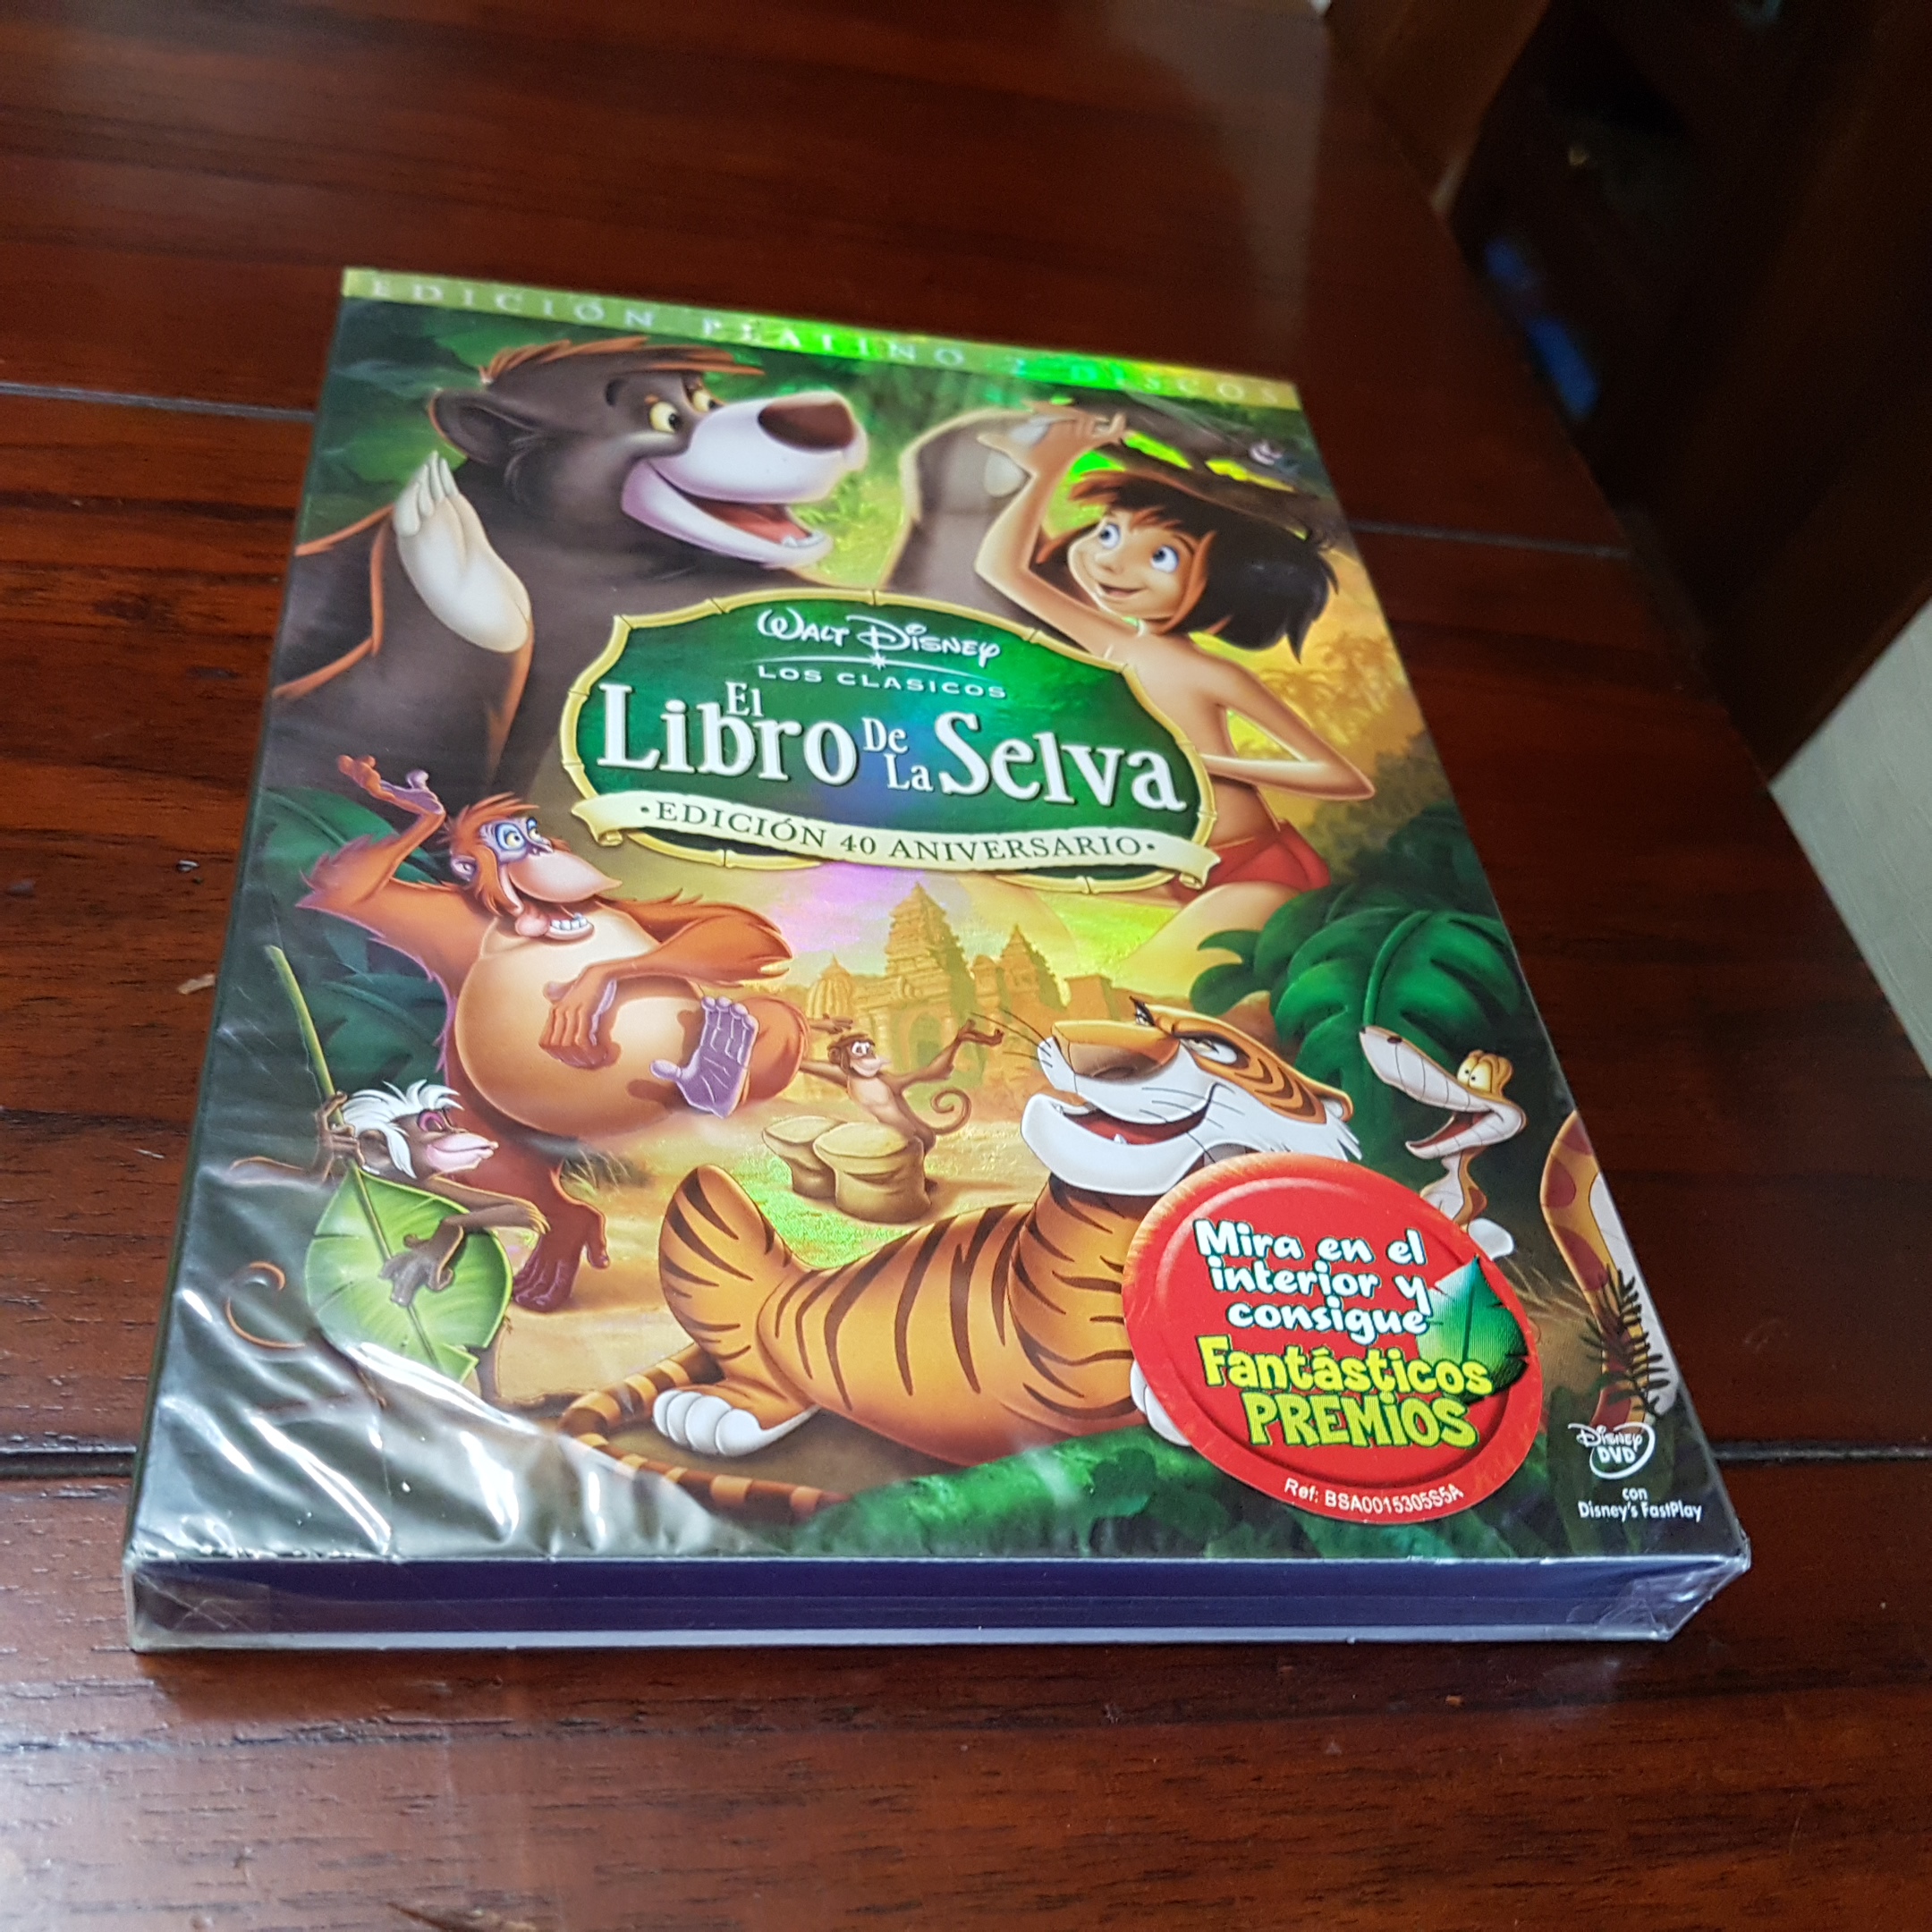 EDICIÓN PLATINO 2 DISCOS
WALT DISNEY
LOS CLASICOS
El Libro De La Selva
•EDICIÓN 40 ANIVERSARIO•
Mira en el
interior y
consigue
Fantásticos
PREMiOS
Ref: BSA0015305S5A
Disney
DVD
con
Disney's FastPlay